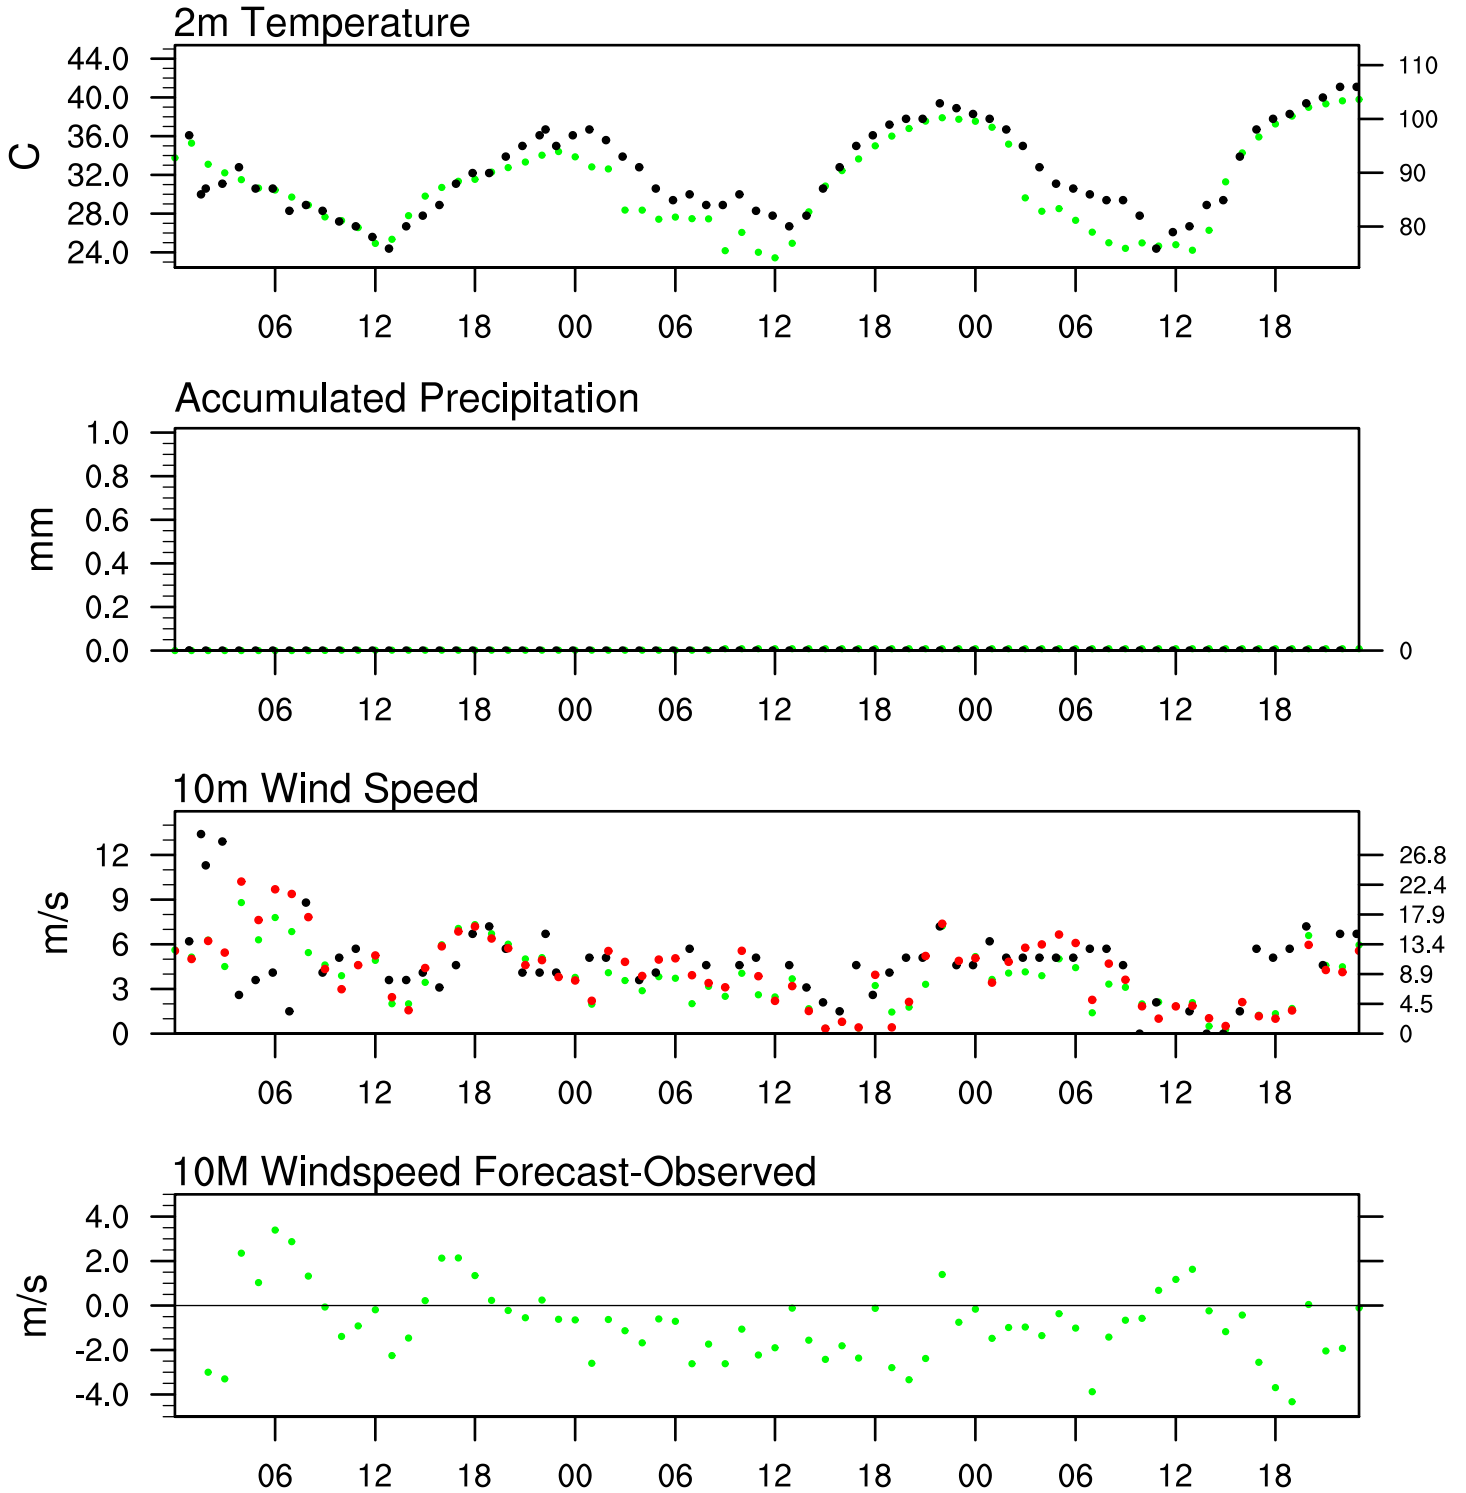 2m Temperature
44.0
40.0
36.0
32.0
28.0
24.0
C
110
100
90
80
06 12 18 00 06 12 18 00 06 12 18
Accumulated Precipitation
1.0
0.8
0.6
0.4
0.2
0.0
mm
0
06 12 18 00 06 12 18 00 06 12 18
10m Wind Speed
12
9
6
3
0
m/s
26.8
22.4
17.9
13.4
8.9
4.5
0
06 12 18 00 06 12 18 00 06 12 18
10M Windspeed Forecast-Observed
4.0
2.0
0.0
-2.0
-4.0
m/s
06 12 18 00 06 12 18 00 06 12 18